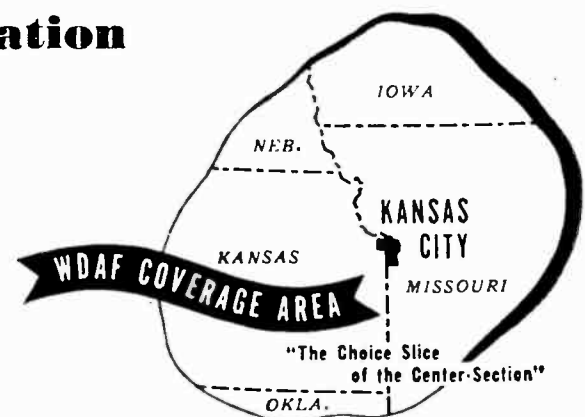 ation
IOWA
NEB.
KANSAS
CITY
KANSAS
WDAF COVERAGE AREA
MISSOURI
"The Choice Slice
of the Center-Section"
OKLA.